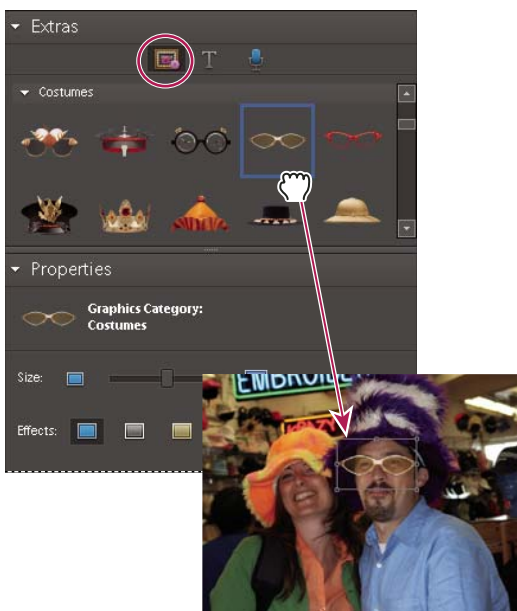 Extras
T
Costumes
Properties
Graphics Category:
Costumes
Size:
Effects: